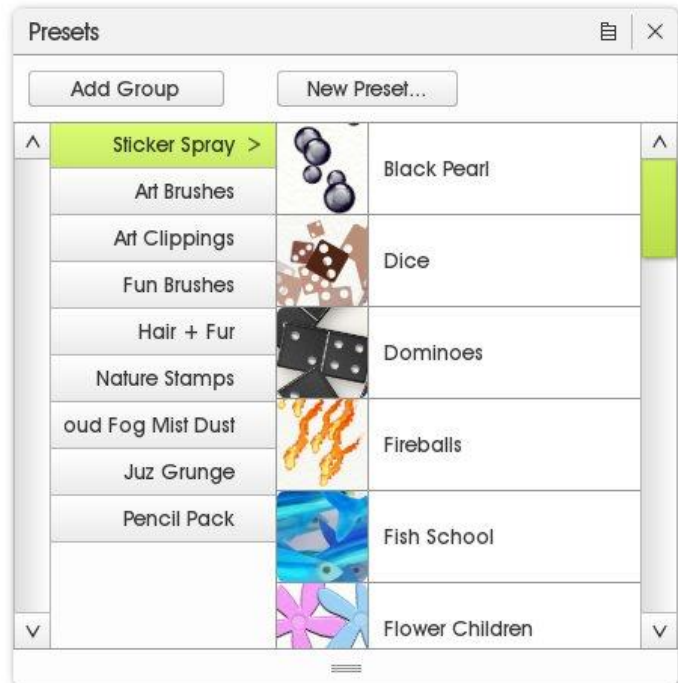 Presets
Add Group
New Preset...
Sticker Spray >
Art Brushes
Art Clippings
Fun Brushes
Hair + Fur
Nature Stamps
oud Fog Mist Dust
Juz Grunge
Pencil Pack
Black Pearl
Dice
Dominoes
Fireballs
Fish School
Flower Children